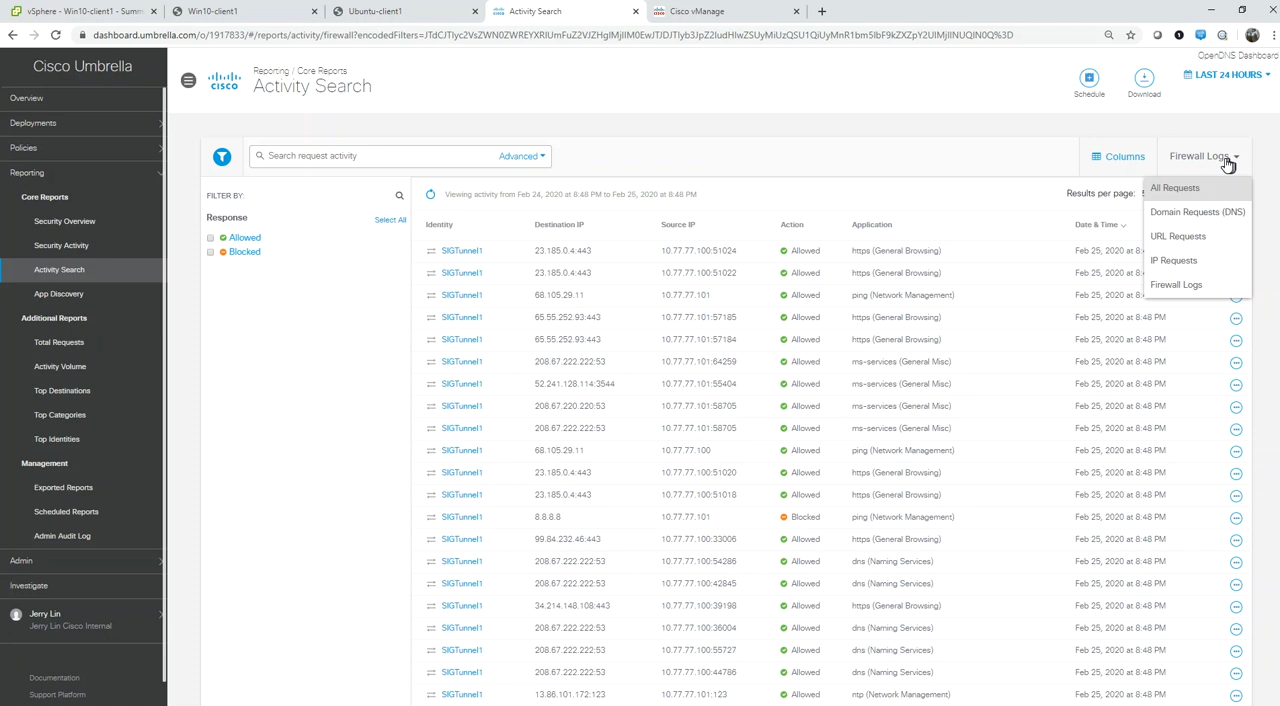 vSphere - Win10-client1 - Summ
Win10-client1
Ubuntu-client1
Activity Search
Cisco vManage
dashboard.umbrella.com/o/1917833/#/reports/activity/firewall?encodedFilters=
Cisco Umbrella
Overview
Deployments
Policies
Reporting
Core Reports
Security Overview
Security Activity
Activity Search
App Discovery
Additional Reports
Total Requests
Activity Volume
Top Destinations
Top Categories
Top Identities
Management
Exported Reports
Scheduled Reports
Admin Audit Log
Admin
Investigate
Jerry Lin
Jerry Lin Cisco Internal
Documentation
Support Platform
cisco
Reporting / Core Reports
Activity Search
OpenDNS Dashboard
Schedule
Download
LAST 24 HOURS
Search request activity
Advanced
Columns
Firewall Logs
All Requests
Domain Requests (DNS)
URL Requests
IP Requests
Firewall Logs
FILTER BY:
Response
Select All
Allowed
Blocked
Viewing activity from Feb 24, 2020 at 8:48 PM to Feb 25, 2020 at 8:48 PM
Results per page:
Identity Destination IP Source IP Action Application Date & Time
SIGTunnel1 23.185.0.4:443 10.77.77.100:51024 Allowed https (General Browsing) Feb 25, 2020 at 8:48
SIGTunnel1 23.185.0.4:443 10.77.77.100:51022 Allowed https (General Browsing) Feb 25, 2020 at 8:48
SIGTunnel1 68.105.29.11 10.77.77.101 Allowed ping (Network Management) Feb 25, 2020 at 8:48
SIGTunnel1 65.55.252.93:443 10.77.77.101:57185 Allowed https (General Browsing) Feb 25, 2020 at 8:48 PM
SIGTunnel1 65.55.252.93:443 10.77.77.101:57184 Allowed https (General Browsing) Feb 25, 2020 at 8:48 PM
SIGTunnel1 208.67.222.222:53 10.77.77.101:64259 Allowed ms-services (General Misc) Feb 25, 2020 at 8:48 PM
SIGTunnel1 52.241.128.114:3544 10.77.77.101:55404 Allowed ms-services (General Misc) Feb 25, 2020 at 8:48 PM
SIGTunnel1 208.67.220.220:53 10.77.77.101:58705 Allowed ms-services (General Misc) Feb 25, 2020 at 8:48 PM
SIGTunnel1 208.67.222.222:53 10.77.77.101:58705 Allowed ms-services (General Misc) Feb 25, 2020 at 8:48 PM
SIGTunnel1 68.105.29.11 10.77.77.100 Allowed ping (Network Management) Feb 25, 2020 at 8:48 PM
SIGTunnel1 23.185.0.4:443 10.77.77.100:51020 Allowed https (General Browsing) Feb 25, 2020 at 8:48 PM
SIGTunnel1 23.185.0.4:443 10.77.77.100:51018 Allowed https (General Browsing) Feb 25, 2020 at 8:48 PM
SIGTunnel1 8.8.8.8 10.77.77.101 Blocked ping (Network Management) Feb 25, 2020 at 8:48 PM
SIGTunnel1 99.84.232.46:443 10.77.77.100:33006 Allowed https (General Browsing) Feb 25, 2020 at 8:48 PM
SIGTunnel1 208.67.222.222:53 10.77.77.100:54286 Allowed dns (Naming Services) Feb 25, 2020 at 8:48 PM
SIGTunnel1 208.67.222.222:53 10.77.77.100:42845 Allowed dns (Naming Services) Feb 25, 2020 at 8:48 PM
SIGTunnel1 34.214.148.108:443 10.77.77.100:39198 Allowed https (General Browsing) Feb 25, 2020 at 8:48 PM
SIGTunnel1 208.67.222.222:53 10.77.77.100:36004 Allowed dns (Naming Services) Feb 25, 2020 at 8:48 PM
SIGTunnel1 208.67.222.222:53 10.77.77.100:55727 Allowed dns (Naming Services) Feb 25, 2020 at 8:48 PM
SIGTunnel1 208.67.222.222:53 10.77.77.100:44786 Allowed dns (Naming Services) Feb 25, 2020 at 8:48 PM
SIGTunnel1 13.86.101.172:123 10.77.77.101:123 Allowed ntp (Network Management) Feb 25, 2020 at 8:48 PM